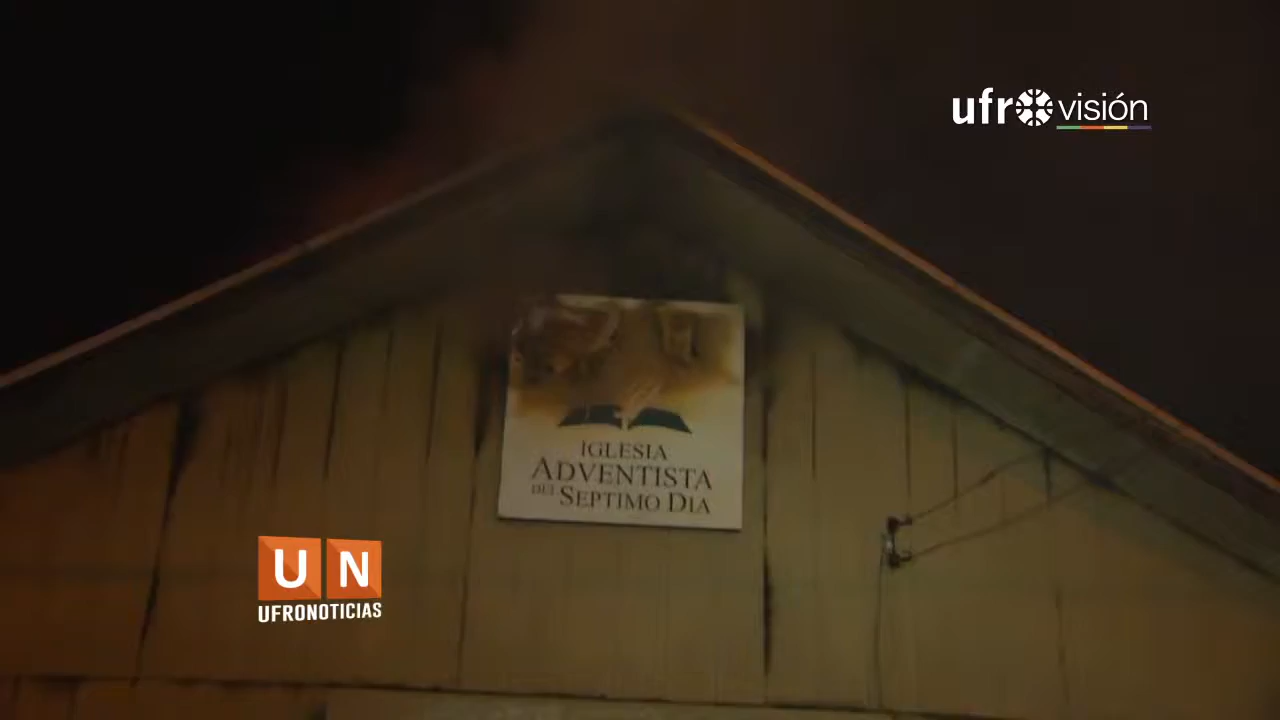 ufrovisión
IGLESIA
ADVENTISTA
DEL SEPTIMO DIA
UN
UFRONOTICIAS